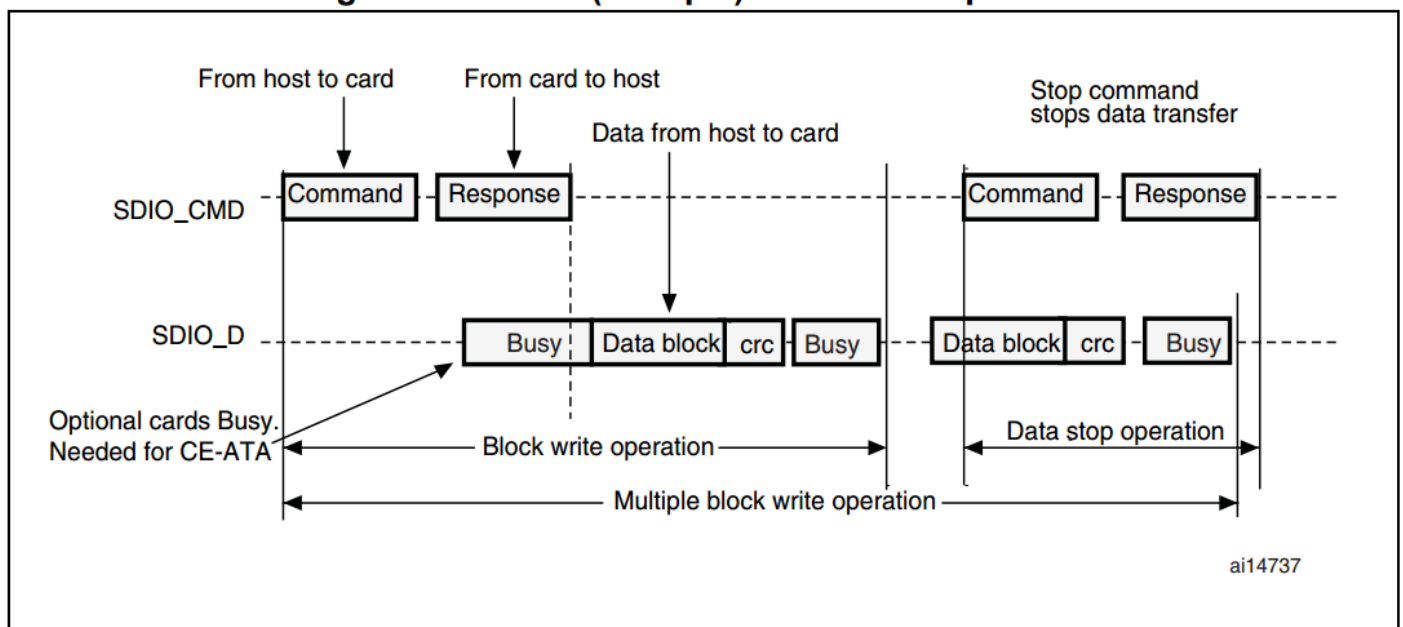 From host to card
From card to host
Stop command
stops data transfer
Data from host to card
SDIO_CMD
Command
Response
Command
Response
SDIO_D
Busy
Data block
crc
Busy
Data block
crc
Busy
Optional cards Busy.
Needed for CE-ATA
Block write operation
Data stop operation
Multiple block write operation
ai14737